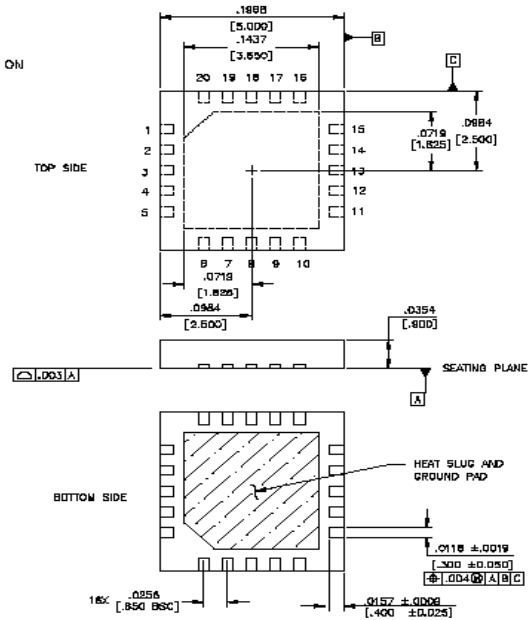 .1968
[5.000]
.1437
[3.650]
B
ON
C
20 19 18 17 16
.0984
[2.500]
.0719
[1.825]
1
2
3
4
5
15
14
13
12
11
TOP SIDE
6 7 8 9 10
.0719
[1.825]
.0984
[2.500]
.0354
[.900]
.003 A
SEATING PLANE
A
HEAT SLUG AND
GROUND PAD
BOTTOM SIDE
.0118 ±.0019
[.300 ±.050]
.004 A B C
16X .0256
[.650 BSC]
.0157 ±.0009
[.400 ±0.025]